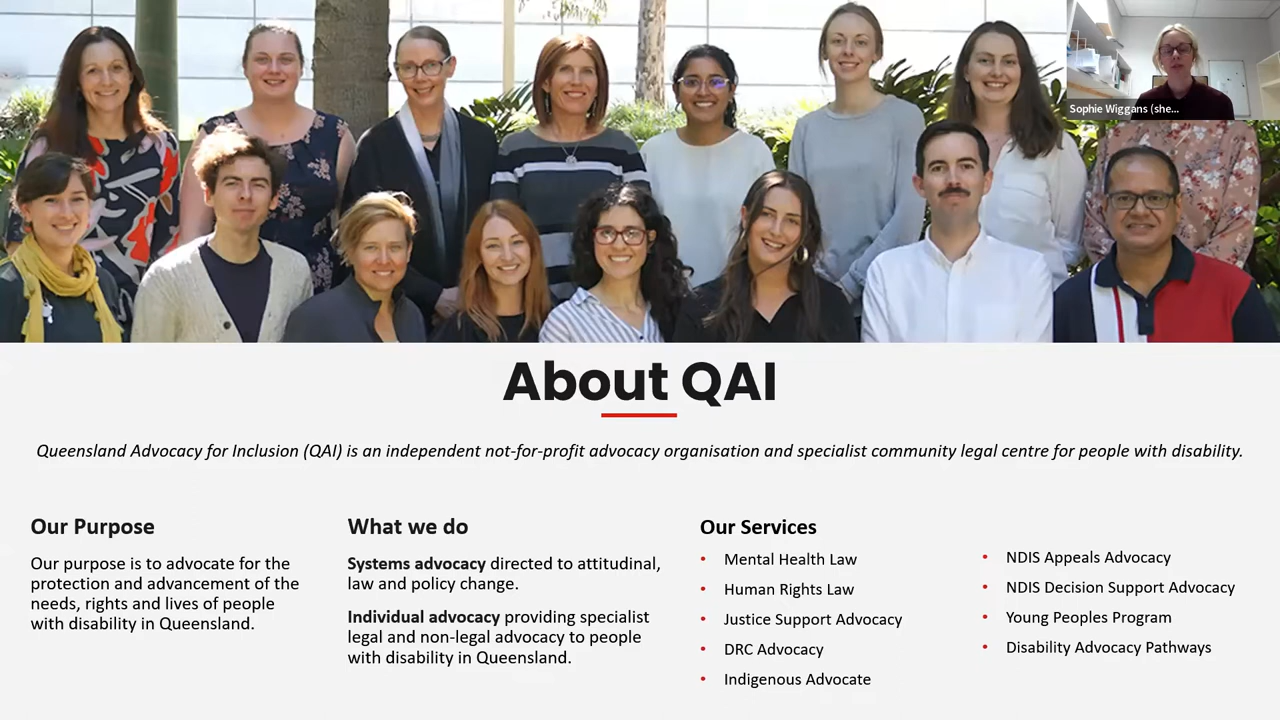 Sophie Wiggans (she...
About QAI
Queensland Advocacy for Inclusion (QAI) is an independent not-for-profit advocacy organisation and specialist community legal centre for people with disability.
Our Purpose
Our purpose is to advocate for the
protection and advancement of the
needs, rights and lives of people
with disability in Queensland.
What we do
Systems advocacy directed to attitudinal,
law and policy change.
Individual advocacy providing specialist
legal and non-legal advocacy to people
with disability in Queensland.
Our Services
• Mental Health Law
• Human Rights Law
• Justice Support Advocacy
• DRC Advocacy
• Indigenous Advocate
• NDIS Appeals Advocacy
• NDIS Decision Support Advocacy
• Young Peoples Program
• Disability Advocacy Pathways